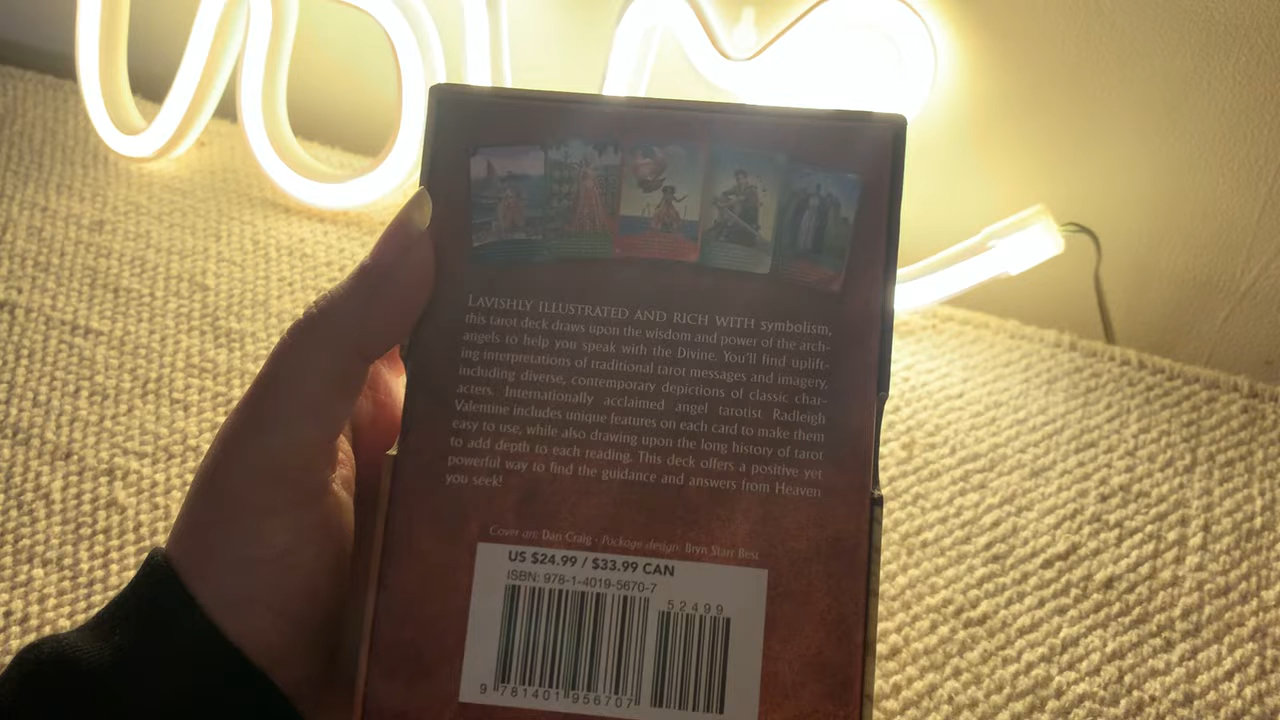 LAVISHLY ILLUSTRATED AND RICH WITH symbolism,
this tarot deck draws upon the wisdom and power of the arch-
angels to help you speak with the Divine. You'll find uplift-
ing interpretations of traditional tarot messages and imagery,
including diverse, contemporary depictions of classic char-
acters. Internationally acclaimed angel tarotist Radleigh
Valentine includes unique features on each card to make them
easy to use, while also drawing upon the long history of tarot
to add depth to each reading. This deck offers a positive yet
powerful way to find the guidance and answers from Heaven
you seek!
Cover art: Dan Craig · Package design: Bryn Starr Best
US $24.99 / $33.99 CAN
ISBN: 978-1-4019-5670-7
52499
9 781401 956707